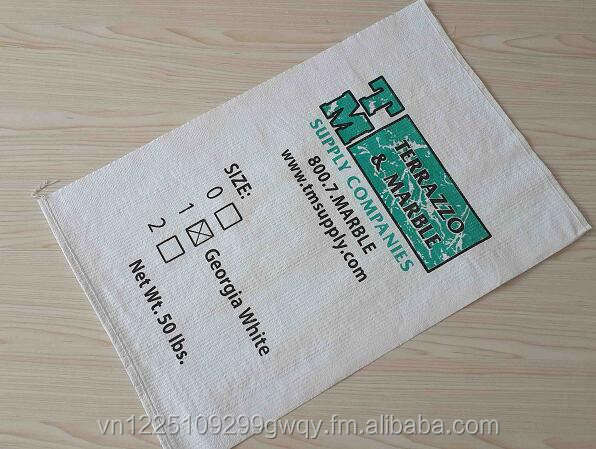 TM
TERRAZZO
& MARBLE
SUPPLY COMPANIES
800.7.MARBLE
www.tmsupply.com
SIZE:
0
1 Georgia White
2
Net Wt. 50 lbs.
vn1225109299gwqy.fm.alibaba.com